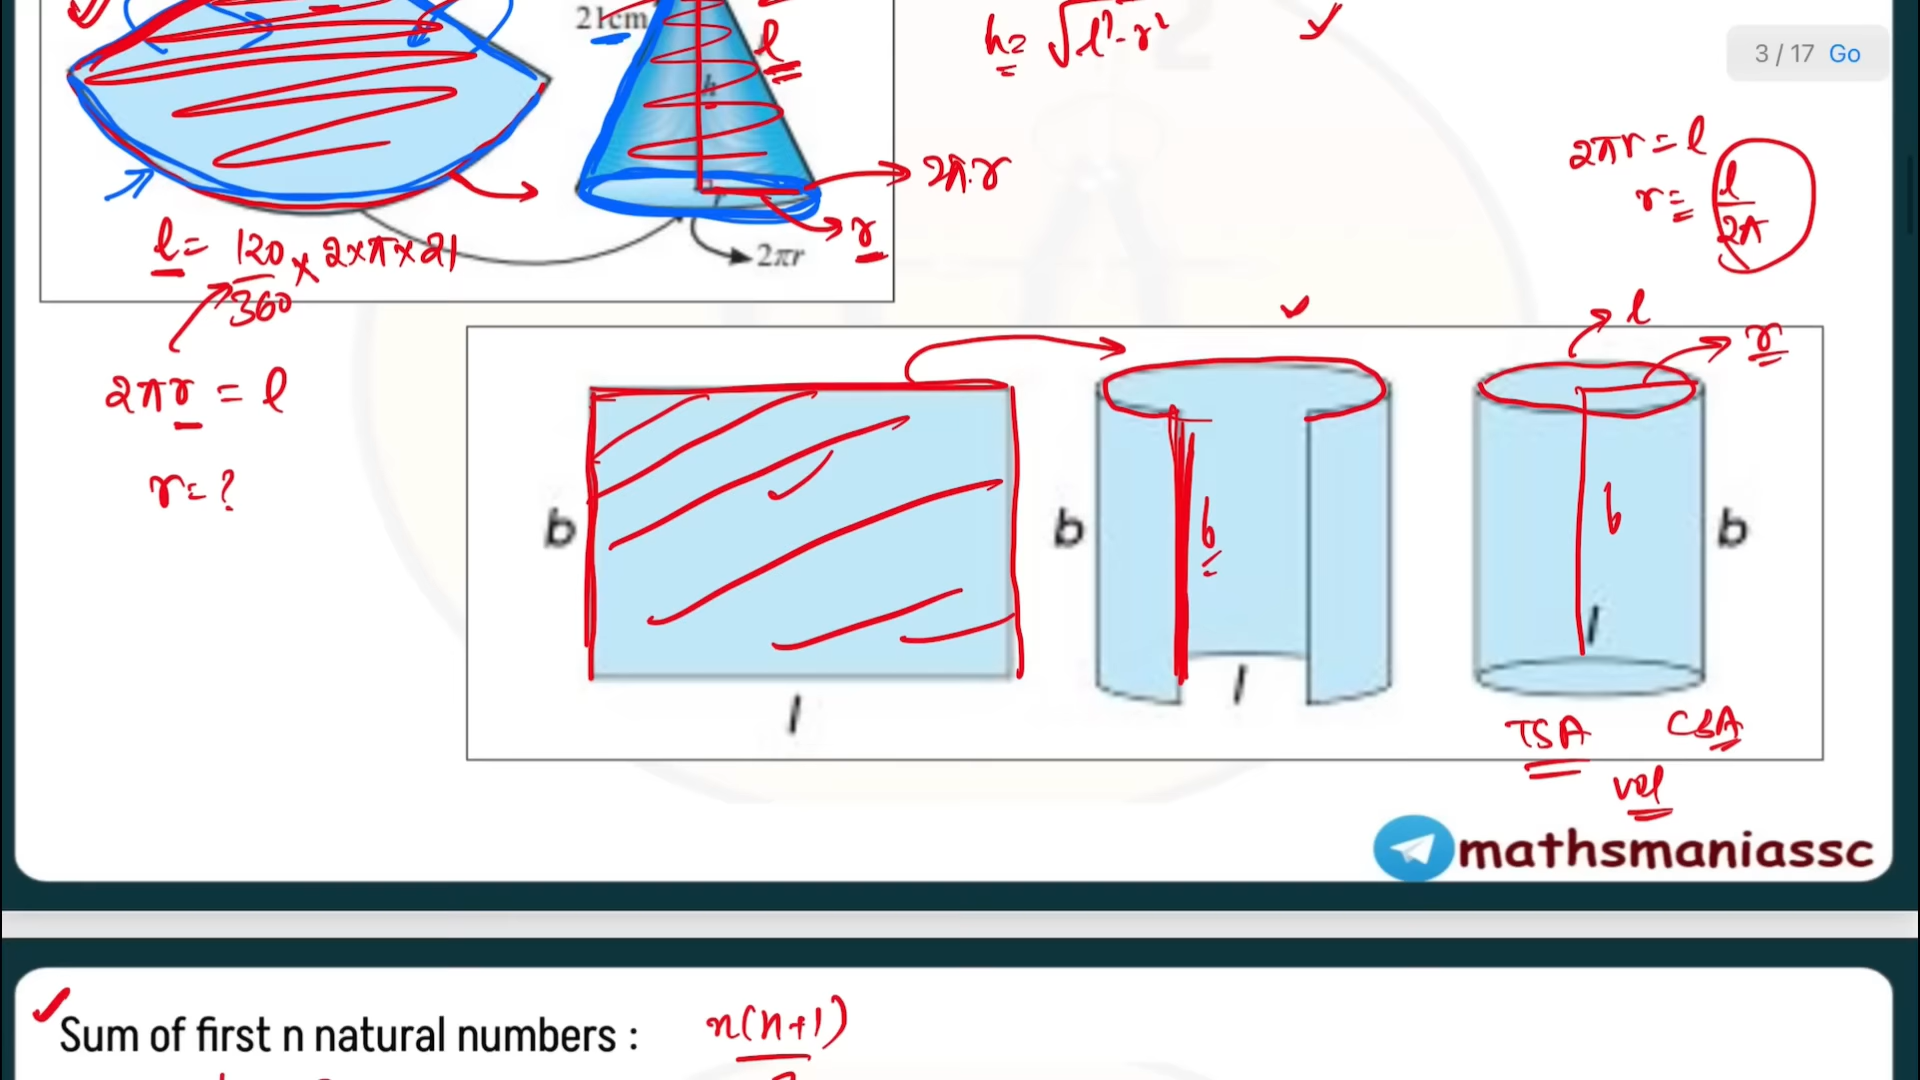 21cm
l
h
h= √l²-r²
3 / 17 Go
2πr = l
r = l/2π
2π.r
r
2πr
l = 120/360 × 2×π×21
2πr = l
r = ?
l
r
b
b
b
b
b
l
l
l
TSA CSA
vol
mathsmaniassc
Sum of first n natural numbers : n(n+1)